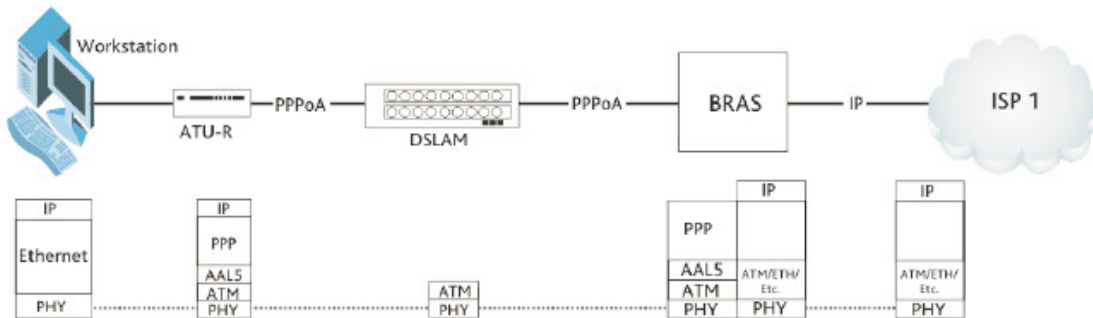 Workstation
ATU-R
PPPoA
DSLAM
PPPoA
BRAS
IP
ISP 1
IP
Ethernet
PHY
IP
PPP
AAL5
ATM
PHY
ATM
PHY
PPP
AAL5
ATM
PHY
IP
ATM/ETH/
Etc.
PHY
IP
ATM/ETH/
Etc.
PHY